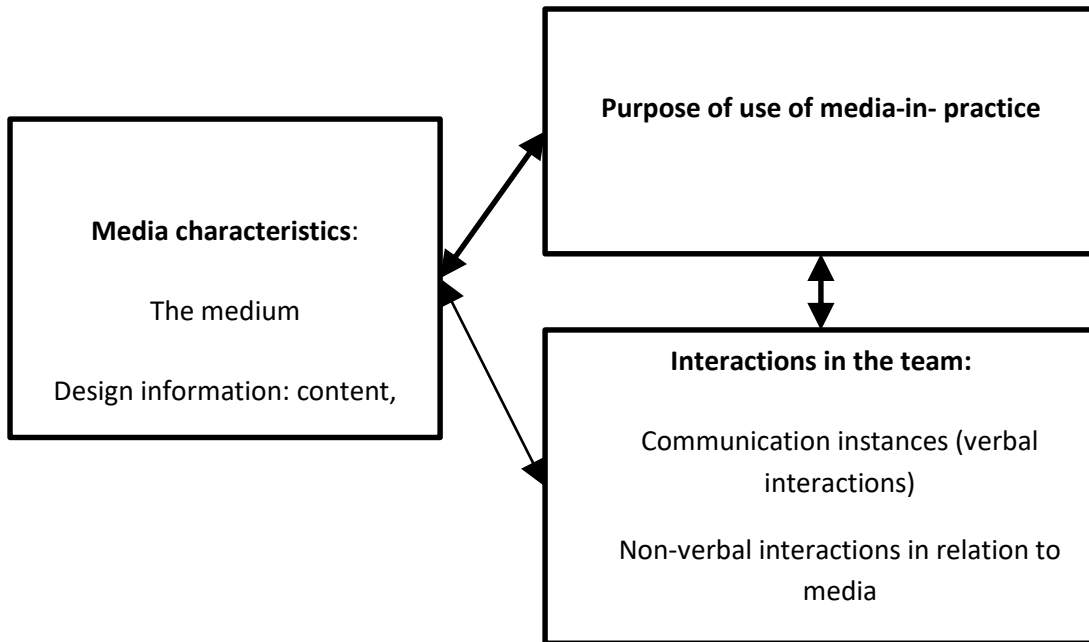 Purpose of use of media-in- practice
Media characteristics:
The medium
Design information: content,
Interactions in the team:
Communication instances (verbal
interactions)
Non-verbal interactions in relation to
media